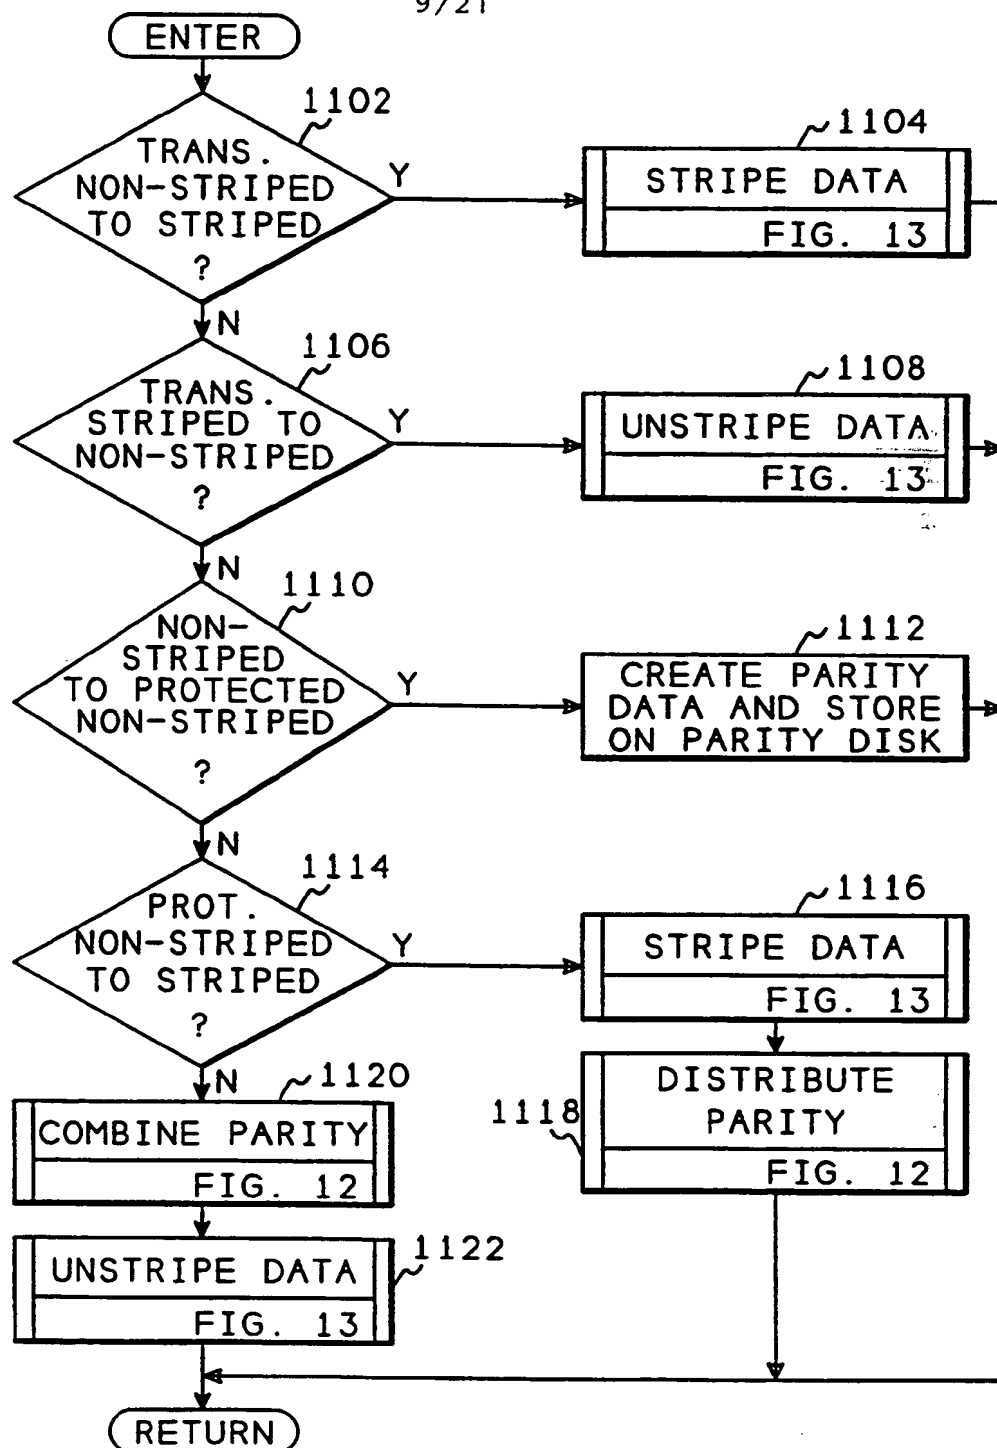 9/21
ENTER
1102
TRANS.
NON-STRIPED
TO STRIPED
?
Y
N
1104
STRIPE DATA
FIG. 13
1106
TRANS.
STRIPED TO
NON-STRIPED
?
Y
N
1108
UNSTRIPE DATA
FIG. 13
1110
NON-
STRIPED
TO PROTECTED
NON-STRIPED
?
Y
N
1112
CREATE PARITY
DATA AND STORE
ON PARITY DISK
1114
PROT.
NON-STRIPED
TO STRIPED
?
Y
N
1116
STRIPE DATA
FIG. 13
1118
DISTRIBUTE
PARITY
FIG. 12
1120
COMBINE PARITY
FIG. 12
1122
UNSTRIPE DATA
FIG. 13
RETURN